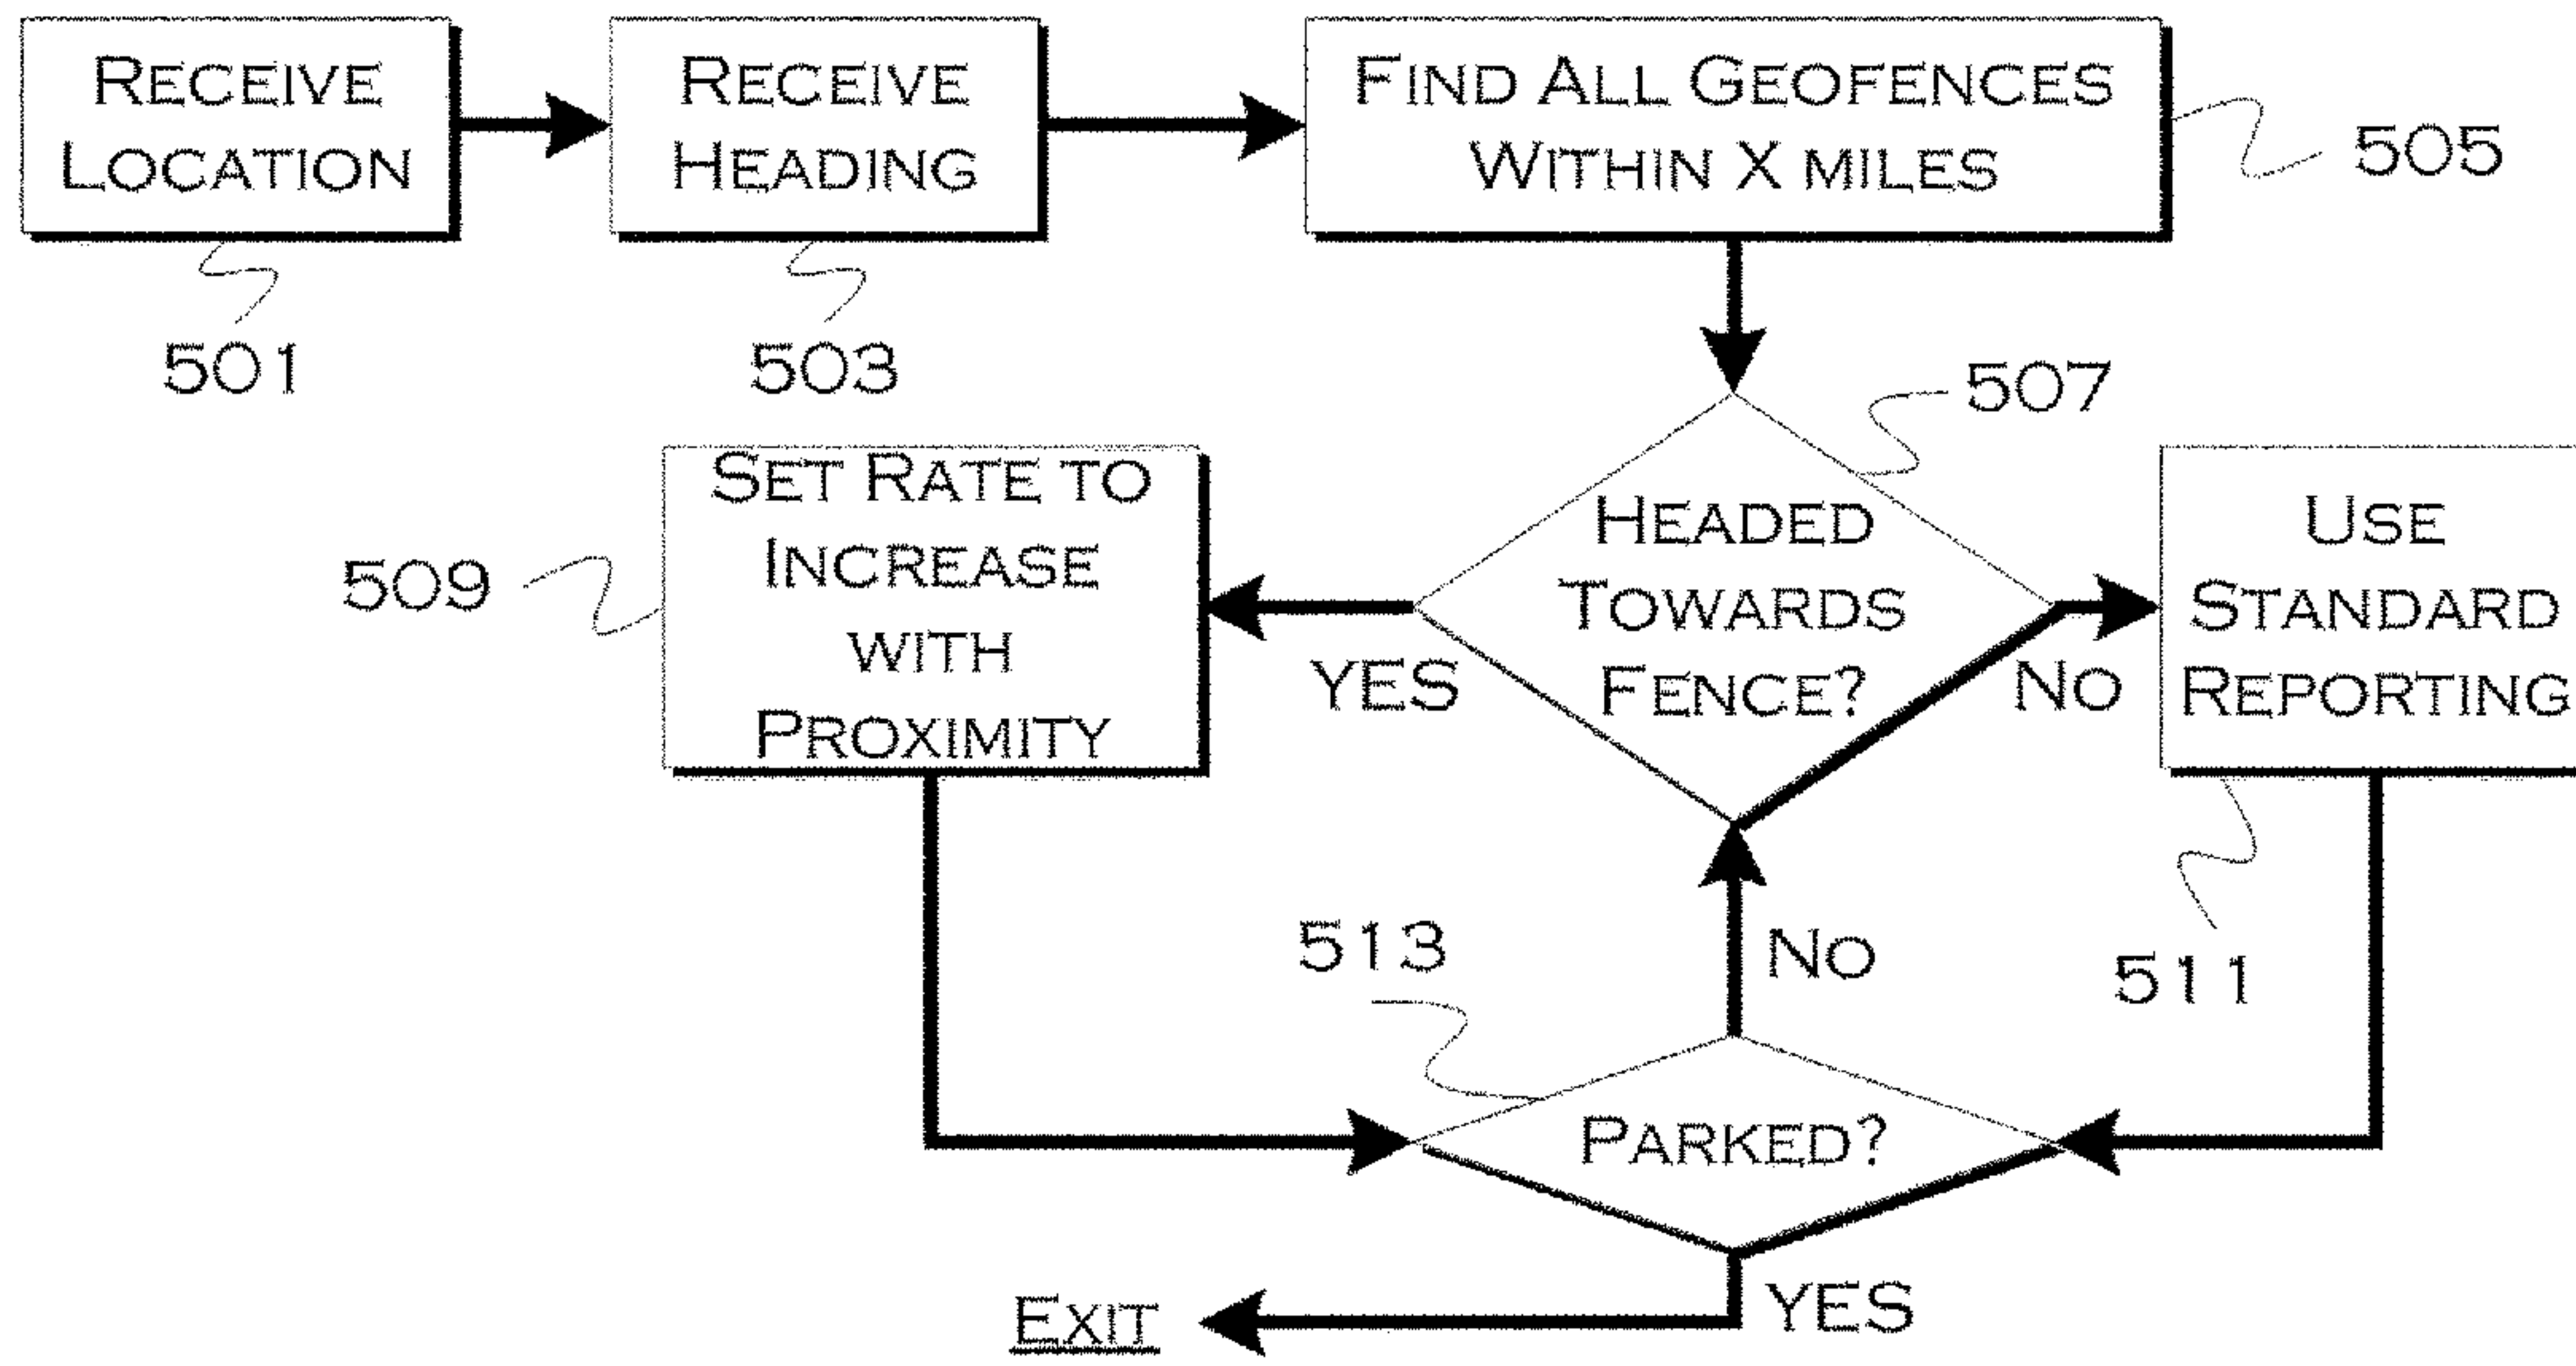 RECEIVE
LOCATION
501
RECEIVE
HEADING
503
FIND ALL GEOFENCES
WITHIN X MILES
505
507
HEADED
TOWARDS
FENCE?
YES
NO
SET RATE TO
INCREASE
WITH
PROXIMITY
509
USE
STANDARD
REPORTING
511
513
NO
PARKED?
YES
EXIT